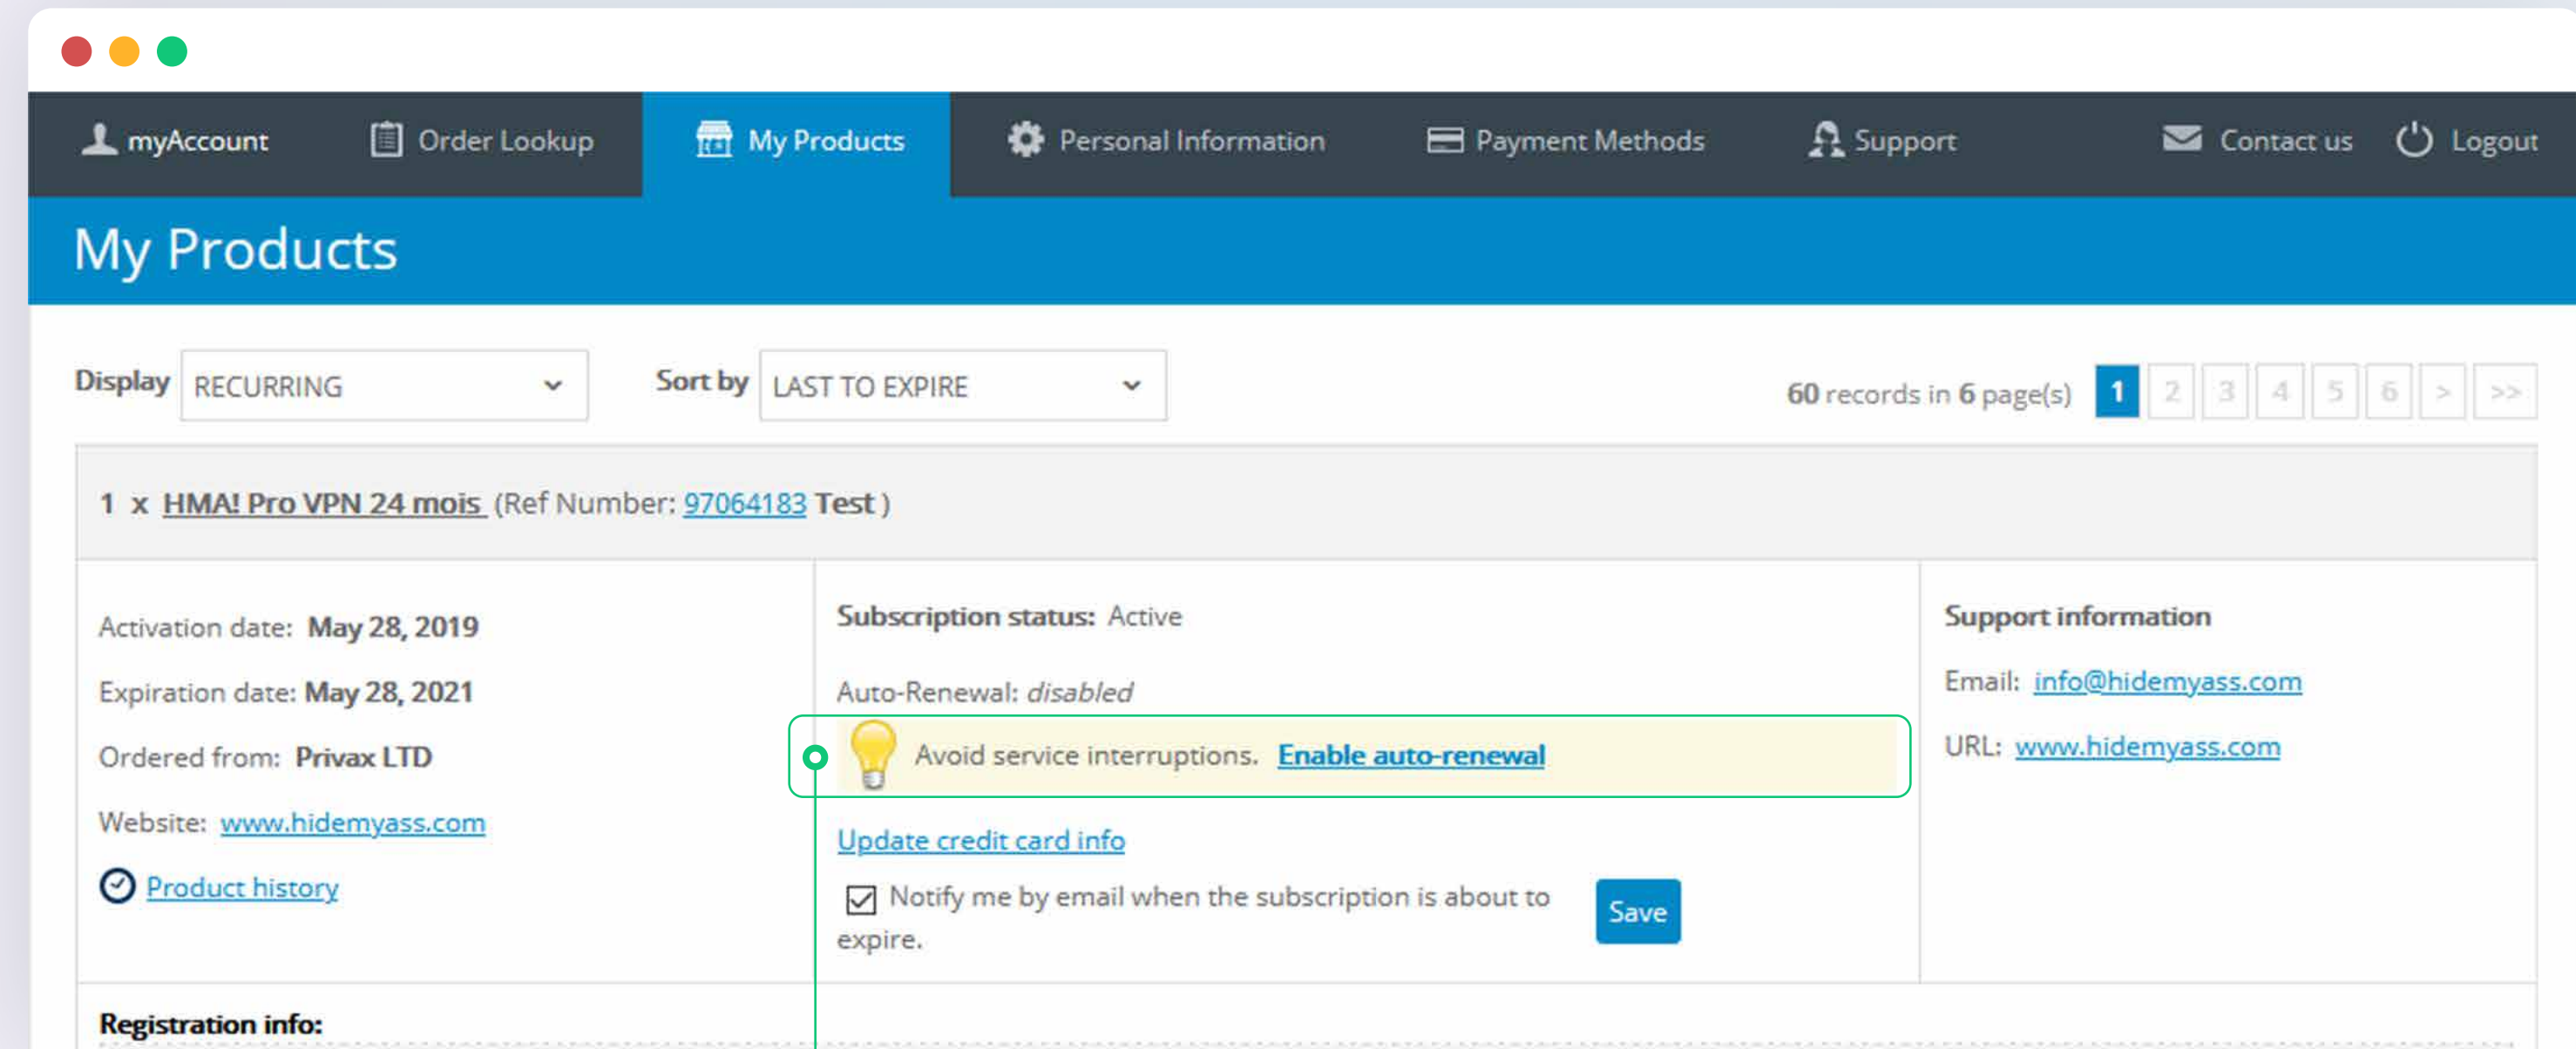 myAccount Order Lookup My Products Personal Information Payment Methods Support Contact us Logout
My Products
Display RECURRING Sort by LAST TO EXPIRE 60 records in 6 page(s) 1 2 3 4 5 6 > >>
1 x HMA! Pro VPN 24 mois (Ref Number: 97064183 Test )
Activation date: May 28, 2019
Expiration date: May 28, 2021
Ordered from: Privax LTD
Website: www.hidemyass.com
Product history
Subscription status: Active
Auto-Renewal: disabled
Avoid service interruptions. Enable auto-renewal
Update credit card info
Notify me by email when the subscription is about to
expire.
Save
Support information
Email: info@hidemyass.com
URL: www.hidemyass.com
Registration info: